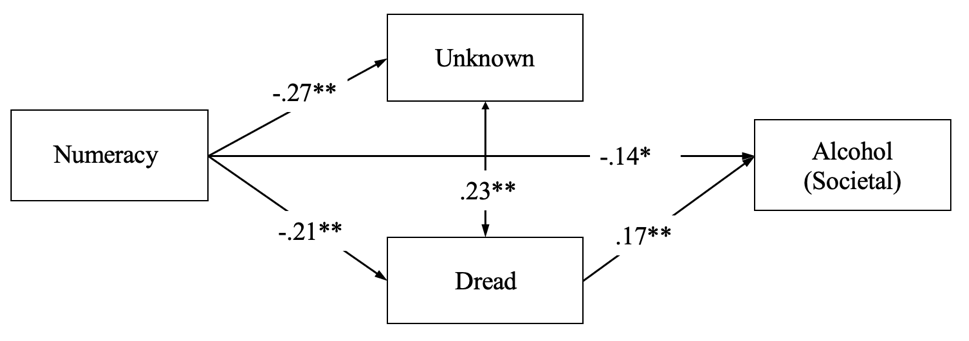 Unknown
-.27**
Numeracy
-.14*
Alcohol
(Societal)
.23**
-.21**
.17**
Dread